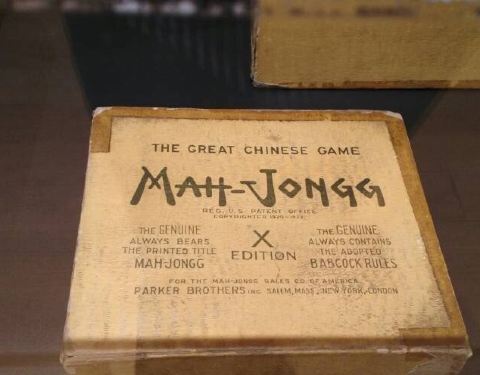 THE GREAT CHINESE GAME
MAH-JONGG
REG. U.S. PATENT OFFICE
COPYRIGHTED
THE GENUINE
ALWAYS BEARS
THE PRINTED TITLE
MAH-JONGG
X
EDITION
THE GENUINE
ALWAYS CONTAINS
THE ADOPTED
BABCOCK RULES
FOR THE MAH-JONGG SALES CO. OF AMERICA
PARKER BROTHERS INC. SALEM, MASS., NEW YORK, LONDON